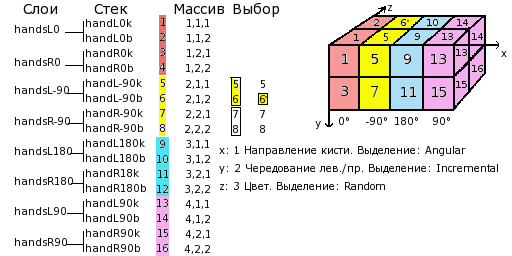 Слои Стек Массив Выбор
handsL0 handL0k 1 1,1,1
handL0b 2 1,1,2
handsR0 handR0k 3 1,2,1
handR0b 4 1,2,2
handsL-90 handL-90k 5 2,1,1 5 5
handL-90b 6 2,1,2 6 6
handsR-90 handR-90k 7 2,2,1 7 7
handR-90b 8 2,2,2 8 8
handsL180 handL180k 9 3,1,1
handL180b 10 3,1,2
handsR180 handR18k 11 3,2,1
handR180b 12 3,2,2
handsL90 handL90k 13 4,1,1
handL90b 14 4,1,2
handsR90 handR90k 15 4,2,1
handR90b 16 4,2,2
z
2 6 10 14
1 5 9 13 14
x
1 5 9 13 13 16
3 7 11 15 15
y 0° -90° 180° 90°
x: 1 Направление кисти. Выделение: Angular
y: 2 Чередование лев./пр. Выделение: Incremental
z: 3 Цвет. Выделение: Random